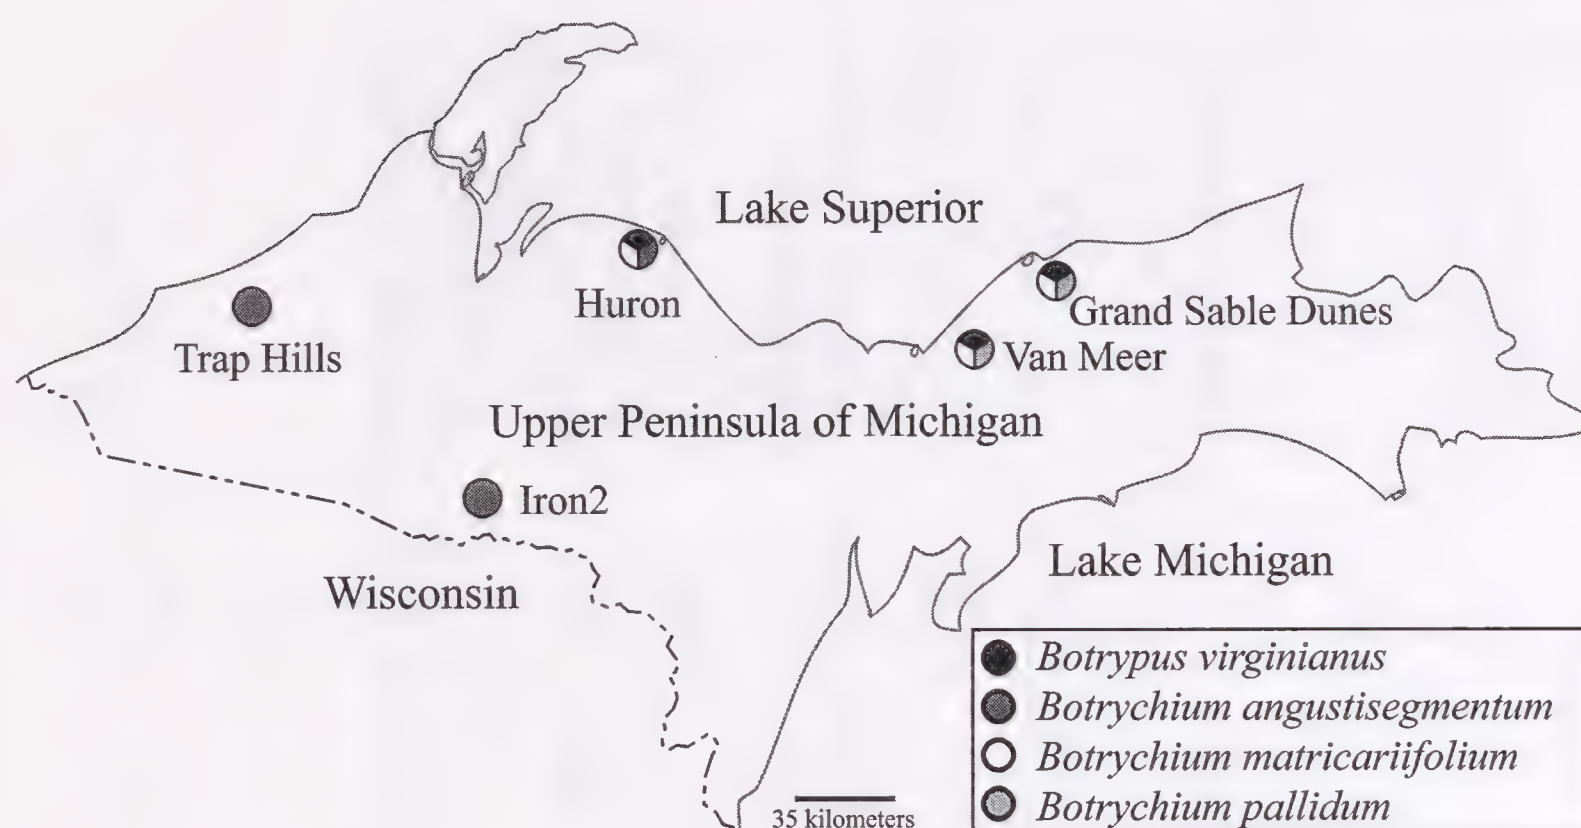 Lake Superior
Huron
Grand Sable Dunes
Trap Hills
Van Meer
Upper Peninsula of Michigan
Iron2
Lake Michigan
Wisconsin
Botrypus virginianus
Botrychium angustisegmentum
Botrychium matricariifolium
Botrychium pallidum
35 kilometers